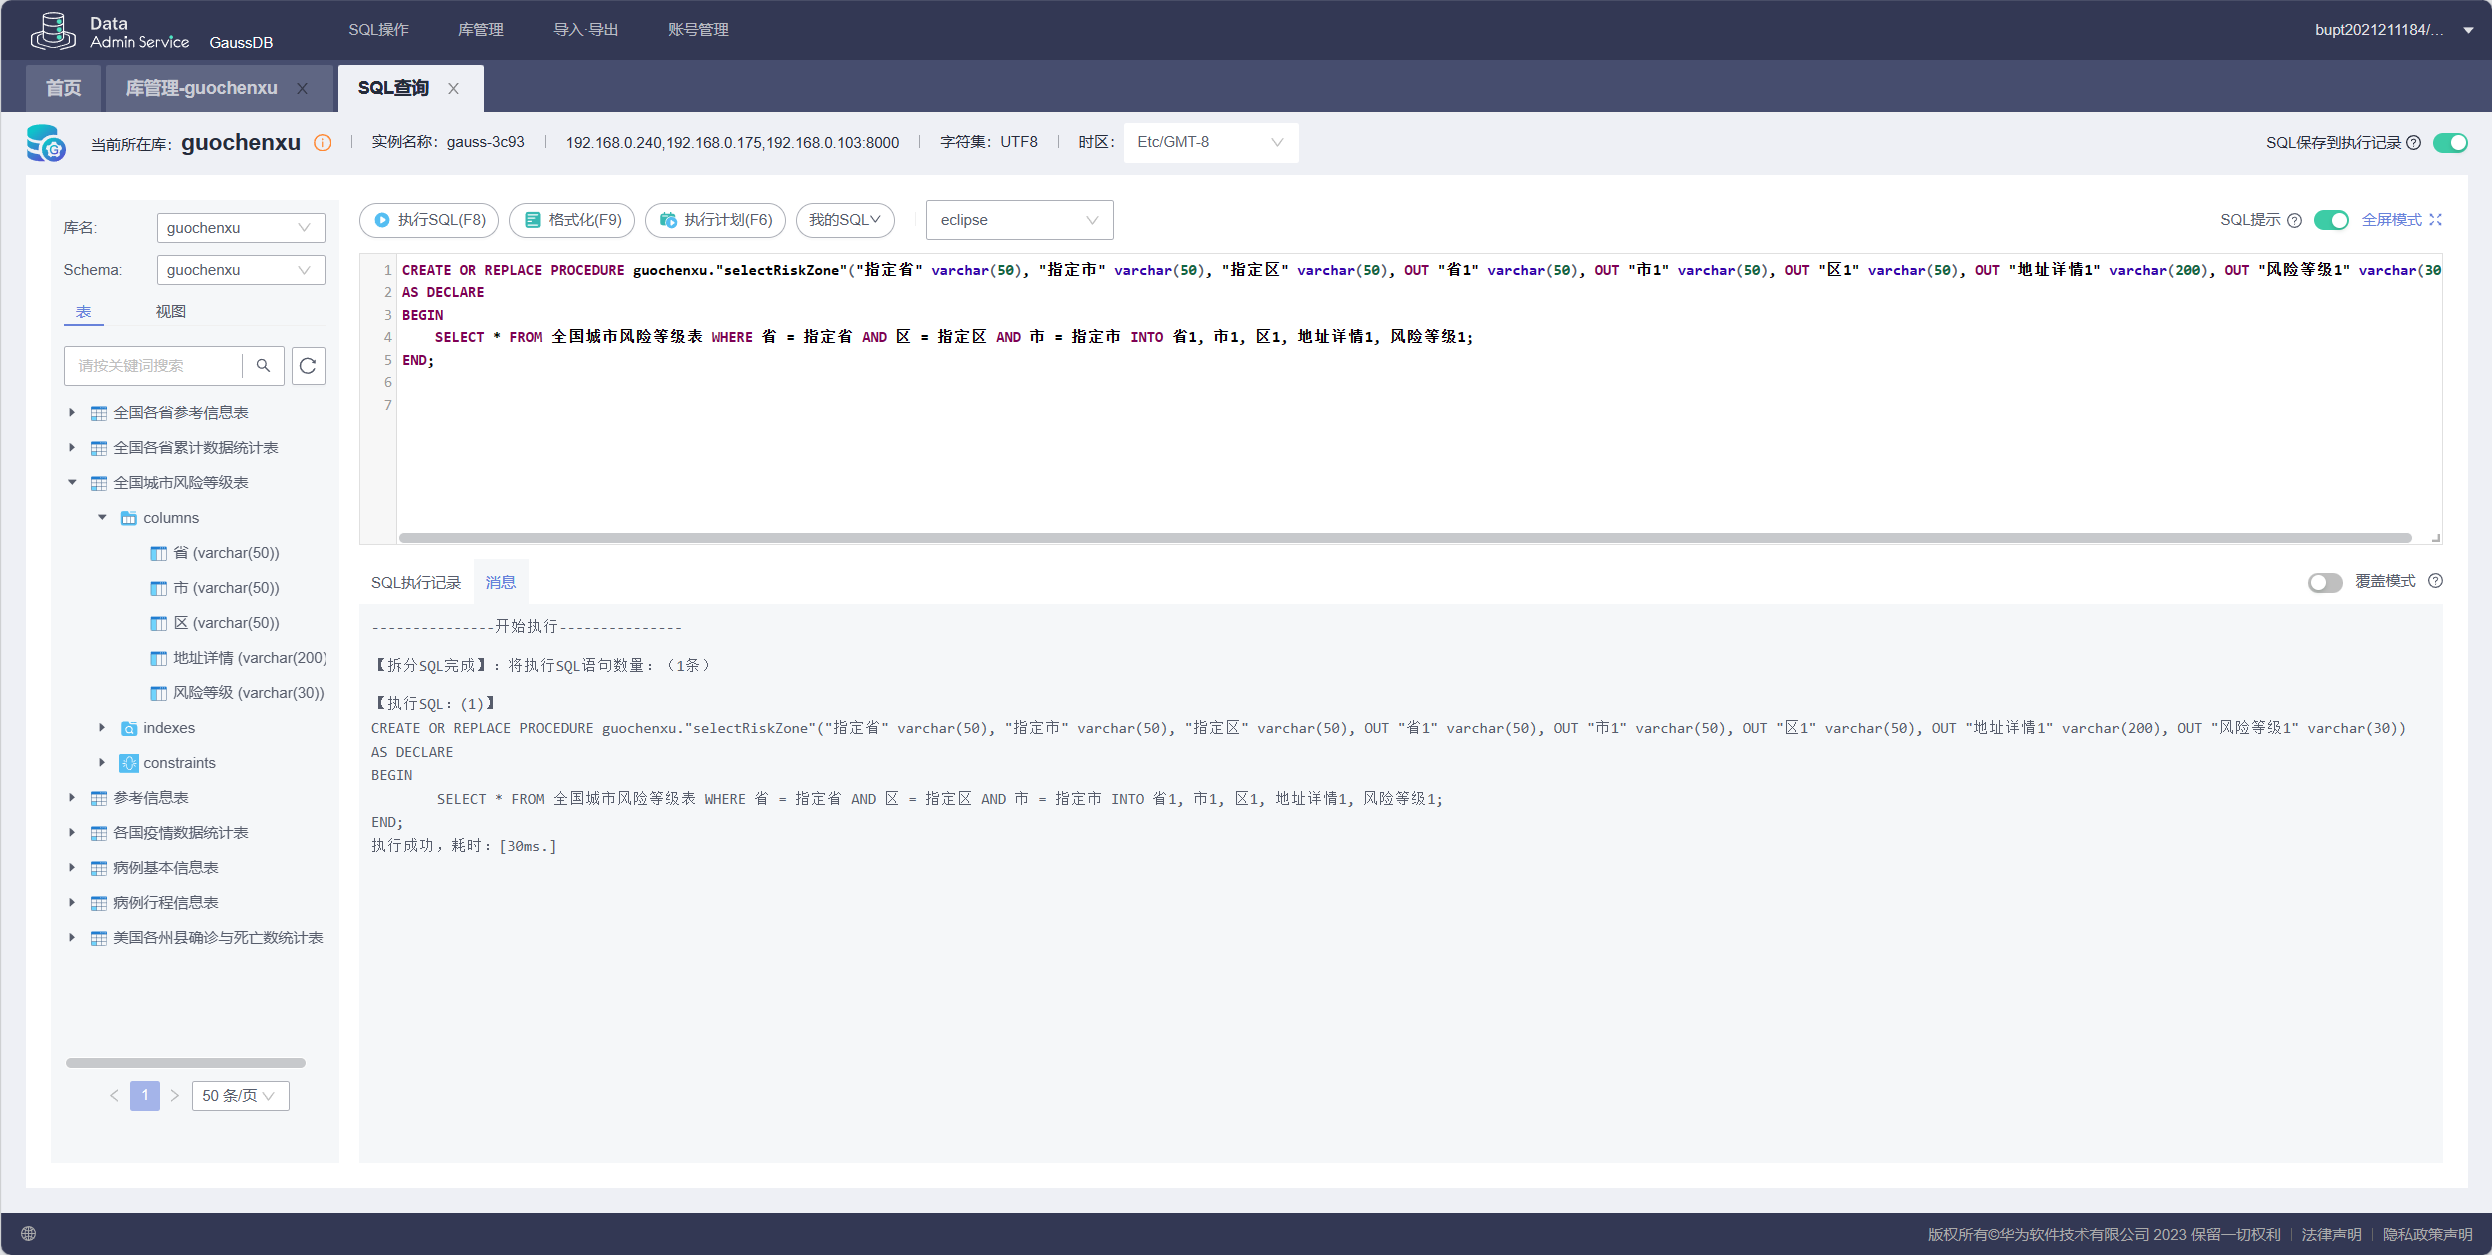 Data
Admin Service GaussDB SQL操作 库管理 导入·导出 账号管理 bupt2021211184/...
首页 库管理-guochenxu SQL查询
当前所在库: guochenxu 实例名称: gauss-3c93 192.168.0.240,192.168.0.175,192.168.0.103:8000 字符集: UTF8 时区: Etc/GMT-8 SQL保存到执行记录
库名: guochenxu
Schema: guochenxu
表 视图
请按关键词搜索
全国各省参考信息表
全国各省累计数据统计表
全国城市风险等级表
columns
省 (varchar(50))
市 (varchar(50))
区 (varchar(50))
地址详情 (varchar(200)
风险等级 (varchar(30))
indexes
constraints
参考信息表
各国疫情数据统计表
病例基本信息表
病例行程信息表
美国各州县确诊与死亡数统计表
1
50 条/页
执行SQL(F8) 格式化(F9) 执行计划(F6) 我的SQL eclipse SQL提示 全屏模式
1 CREATE OR REPLACE PROCEDURE guochenxu."selectRiskZone"("指定省" varchar(50), "指定市" varchar(50), "指定区" varchar(50), OUT "省1" varchar(50), OUT "市1" varchar(50), OUT "区1" varchar(50), OUT "地址详情1" varchar(200), OUT "风险等级1" varchar(30
2 AS DECLARE
3 BEGIN
4 SELECT * FROM 全国城市风险等级表 WHERE 省 = 指定省 AND 区 = 指定区 AND 市 = 指定市 INTO 省1, 市1, 区1, 地址详情1, 风险等级1;
5 END;
6
7
SQL执行记录 消息 覆盖模式
---------------开始执行---------------
【拆分SQL完成】：将执行SQL语句数量：（1条）
【执行SQL：(1)】
CREATE OR REPLACE PROCEDURE guochenxu."selectRiskZone"("指定省" varchar(50), "指定市" varchar(50), "指定区" varchar(50), OUT "省1" varchar(50), OUT "市1" varchar(50), OUT "区1" varchar(50), OUT "地址详情1" varchar(200), OUT "风险等级1" varchar(30))
AS DECLARE
BEGIN
SELECT * FROM 全国城市风险等级表 WHERE 省 = 指定省 AND 区 = 指定区 AND 市 = 指定市 INTO 省1, 市1, 区1, 地址详情1, 风险等级1;
END;
执行成功，耗时：[30ms.]
版权所有©华为软件技术有限公司 2023 保留一切权利 法律声明 隐私政策声明